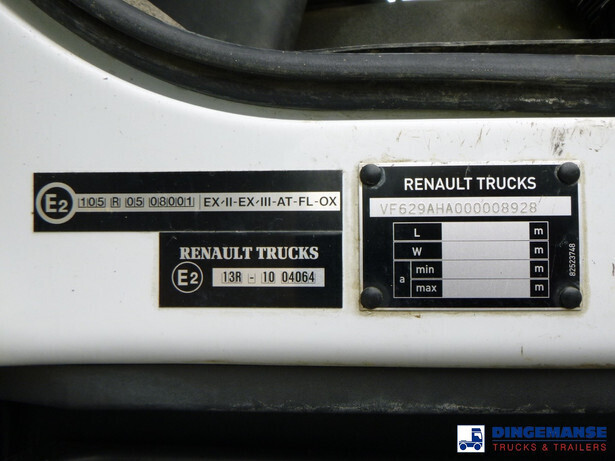 E2 105 R 05 08001 EX-II-EX-III-AT-FL-OX
RENAULT TRUCKS
E2 13R - 10 04064
RENAULT TRUCKS
VF629AHA000008928
L m
W m
a min m
max m
82523748
DINGEMANSE
TRUCKS & TRAILERS